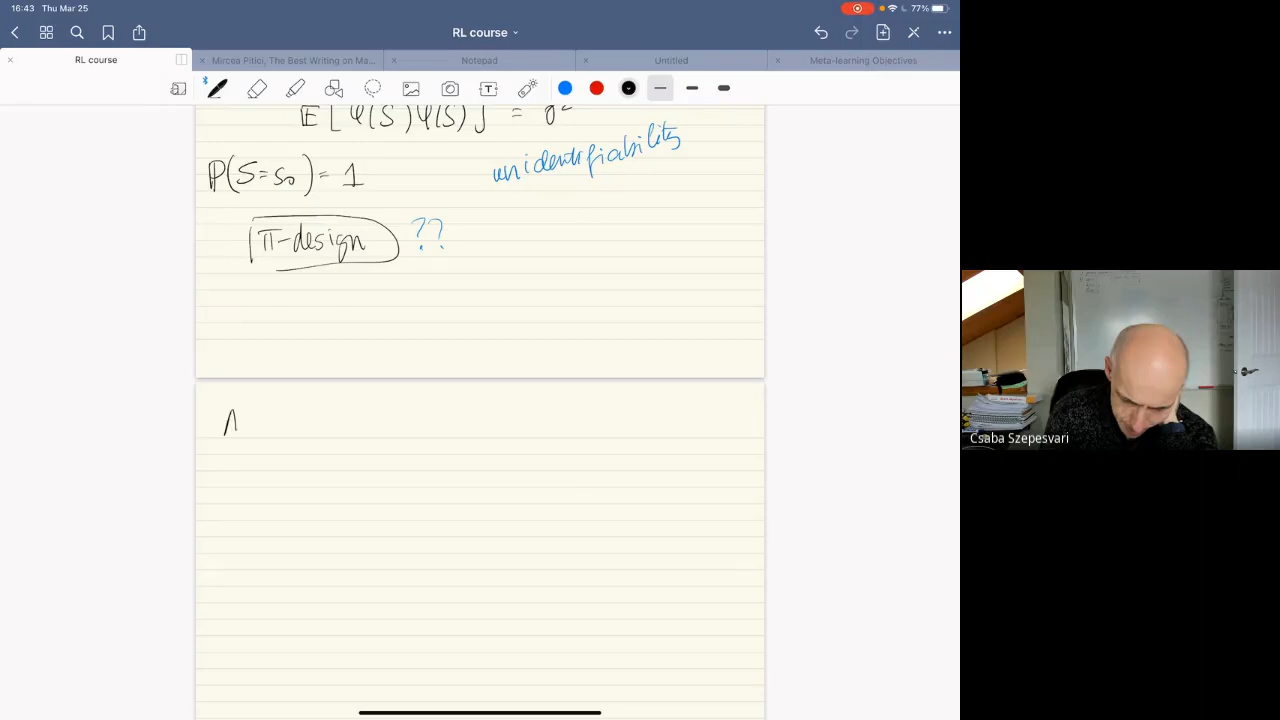 16:43 Thu Mar 25
77%
RL course
RL course
Mircea Pitici, The Best Writing on Ma...
Notepad
Untitled
Meta-learning Objectives
unidentifiability
P(S=s₀) = 1
π-design ??
Λ
Csaba Szepesvari